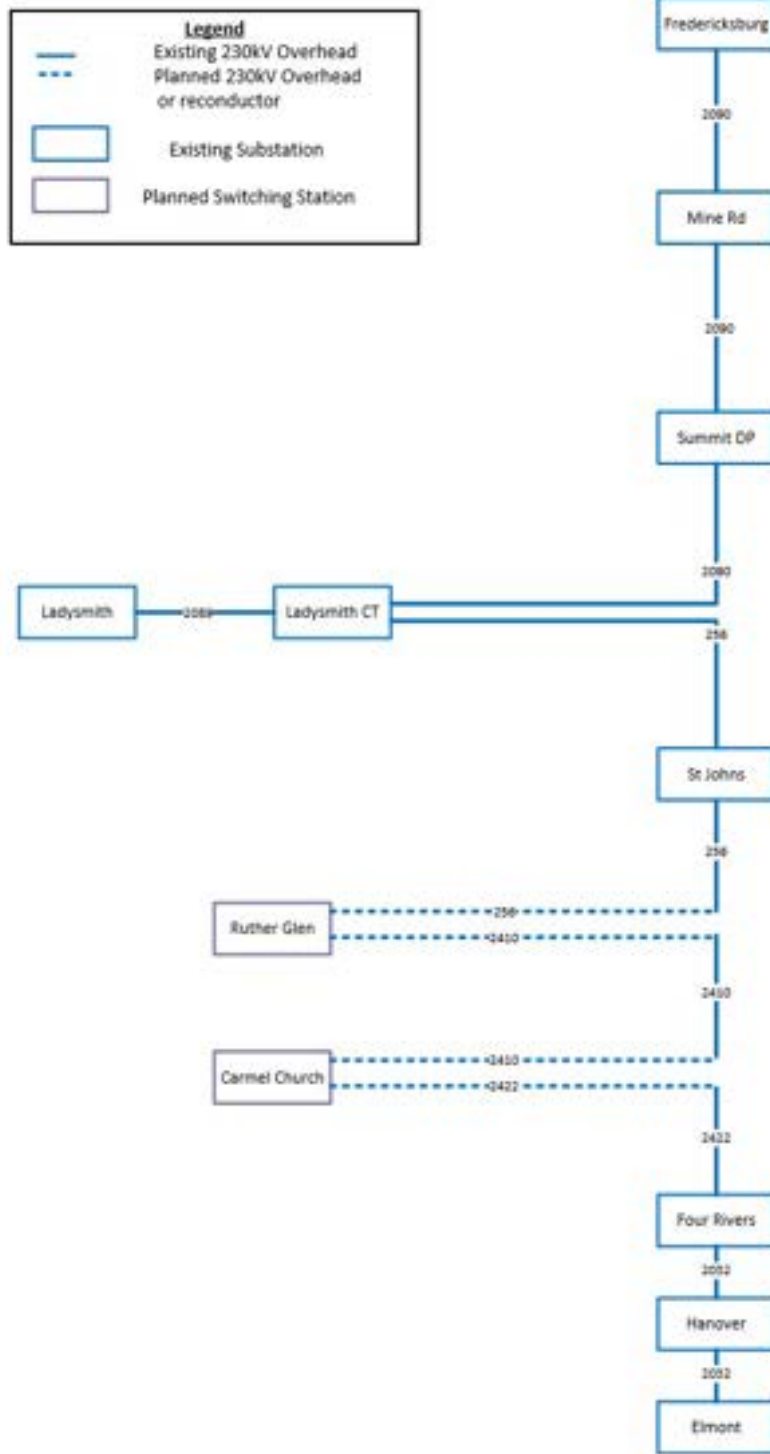 Legend
Existing 230kV Overhead
Planned 230kV Overhead
or reconductor
Existing Substation
Planned Switching Station
Fredericksburg
2090
Mine Rd
2090
Summit DP
2090
Ladysmith
Ladysmith CT
256
St Johns
256
Ruther Glen
256
2410
2410
Carmel Church
2410
2422
2422
Four Rivers
2032
Hanover
2032
Elmont